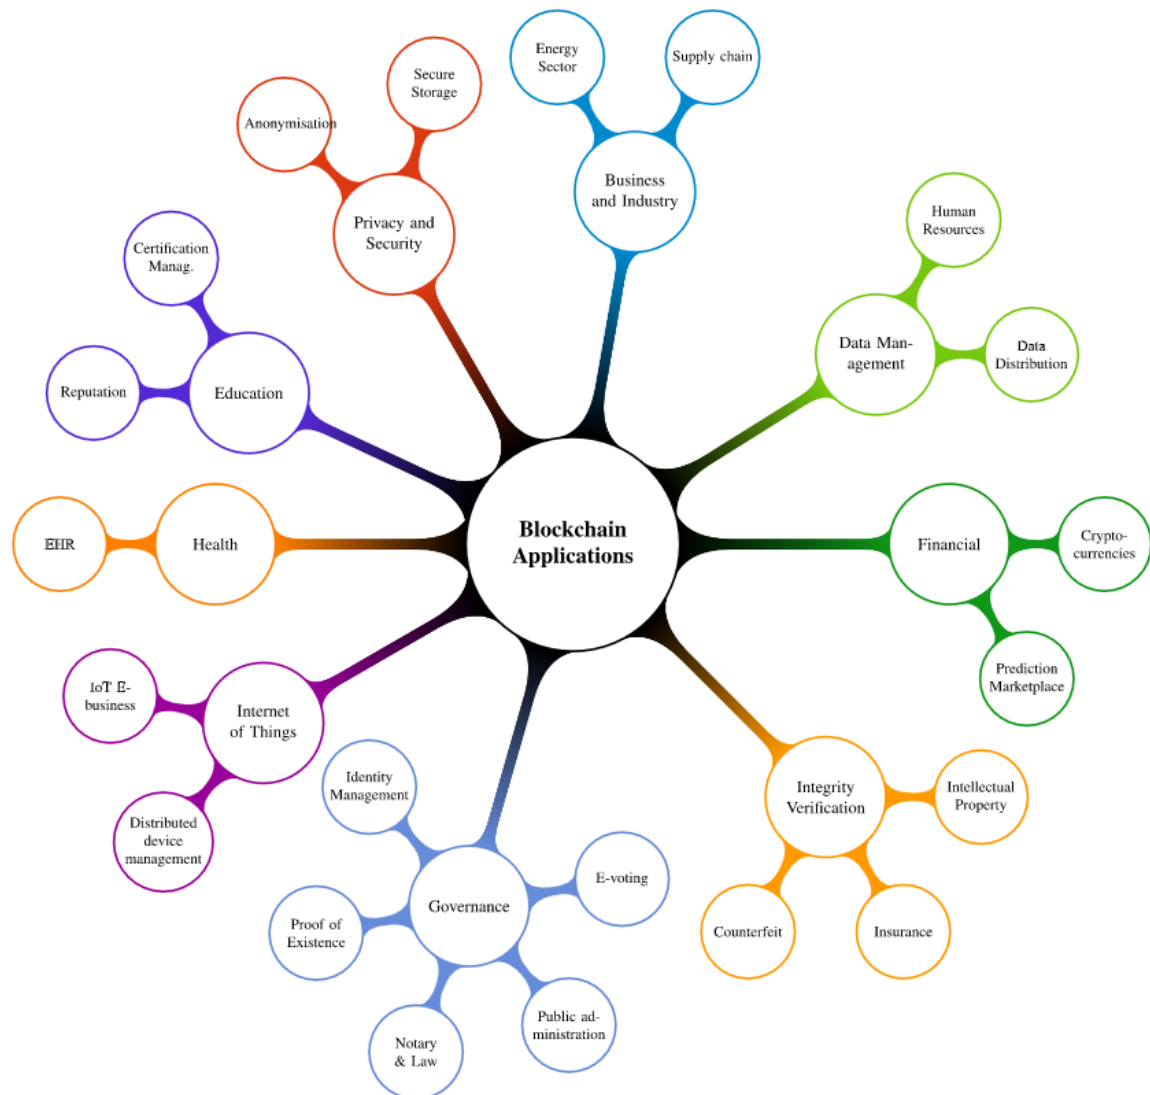 Energy
Sector
Supply chain
Secure
Storage
Anonymisation
Business
and Industry
Privacy and
Security
Human
Resources
Certification
Manag.
Data Man-
agement
Data
Distribution
Reputation
Education
Blockchain
Applications
EHR
Health
Financial
Crypto-
currencies
Prediction
Marketplace
IoT E-
business
Internet
of Things
Distributed
device
management
Identity
Management
Integrity
Verification
Intellectual
Property
E-voting
Governance
Proof of
Existence
Counterfeit
Insurance
Public ad-
ministration
Notary
& Law